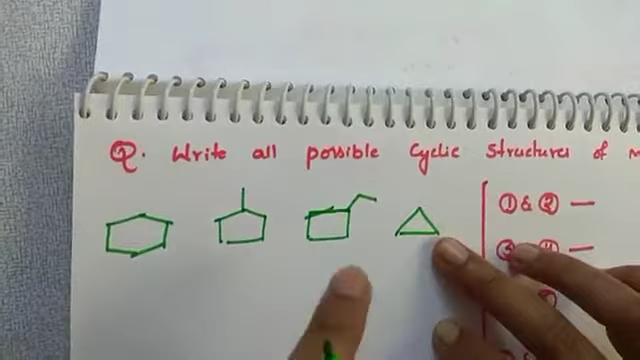 Q. Write all possible Cyclic Structures of
① & ② —